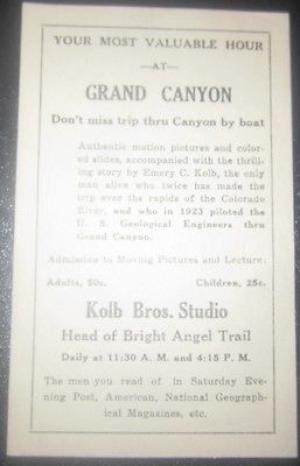 YOUR MOST VALUABLE HOUR
—AT—
GRAND CANYON
Don't miss trip thru Canyon by boat
Authentic motion pictures and color-
ed slides, accompanied with the thrill-
ing story by Emery C. Kolb, the only
man alive who twice has made the
trip over the rapids of the Colorado
River, and who in 1923 piloted the
U. S. Geological Engineers thru
Grand Canyon.
Admission to Moving Pictures and Lecture:
Adults, 50c. Children, 25c.
Kolb Bros. Studio
Head of Bright Angel Trail
Daily at 11:30 A. M. and 4:15 P. M.
The men you read of in Saturday Eve-
ning Post, American, National Geograph-
ical Magazines, etc.